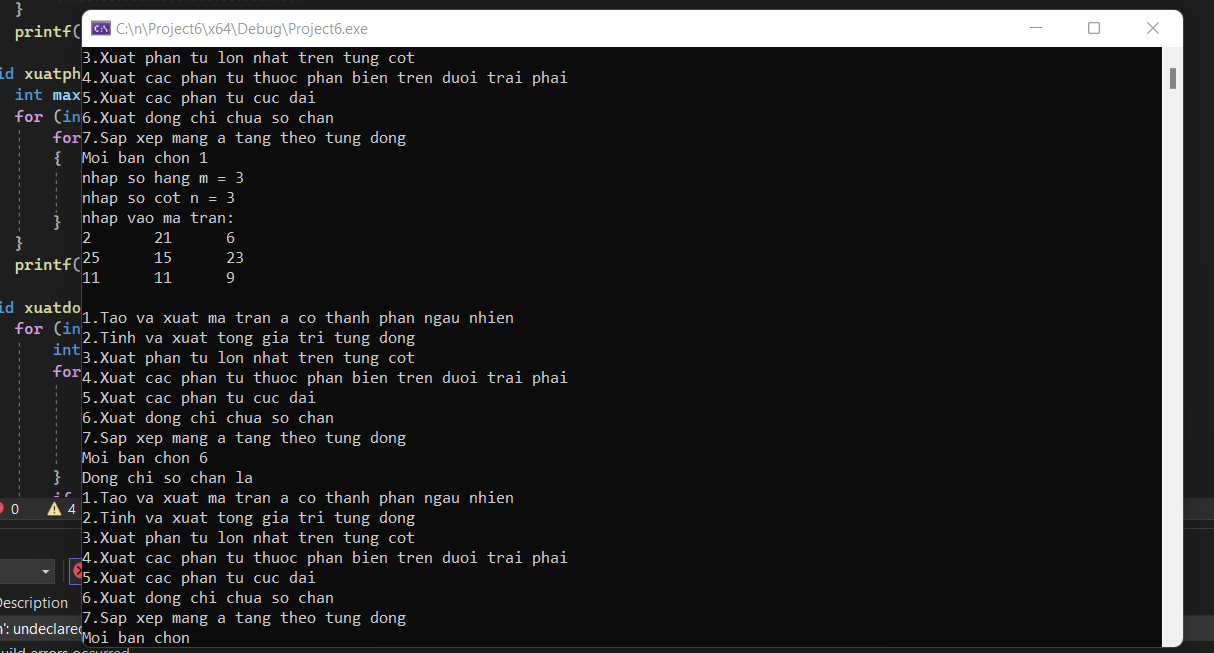 }
printf(
id xuatph
int max
for (in
for
{
}
}
printf(
id xuatdo
for (in
int
for
}
if
0 4
Description
': undeclared
build errors occurred
C:\n\Project6\x64\Debug\Project6.exe
3.Xuat phan tu lon nhat tren tung cot
4.Xuat cac phan tu thuoc phan bien tren duoi trai phai
5.Xuat cac phan tu cuc dai
6.Xuat dong chi chua so chan
7.Sap xep mang a tang theo tung dong
Moi ban chon 1
nhap so hang m = 3
nhap so cot n = 3
nhap vao ma tran:
2 21 6
25 15 23
11 11 9
1.Tao va xuat ma tran a co thanh phan ngau nhien
2.Tinh va xuat tong gia tri tung dong
3.Xuat phan tu lon nhat tren tung cot
4.Xuat cac phan tu thuoc phan bien tren duoi trai phai
5.Xuat cac phan tu cuc dai
6.Xuat dong chi chua so chan
7.Sap xep mang a tang theo tung dong
Moi ban chon 6
Dong chi so chan la
1.Tao va xuat ma tran a co thanh phan ngau nhien
2.Tinh va xuat tong gia tri tung dong
3.Xuat phan tu lon nhat tren tung cot
4.Xuat cac phan tu thuoc phan bien tren duoi trai phai
5.Xuat cac phan tu cuc dai
6.Xuat dong chi chua so chan
7.Sap xep mang a tang theo tung dong
Moi ban chon